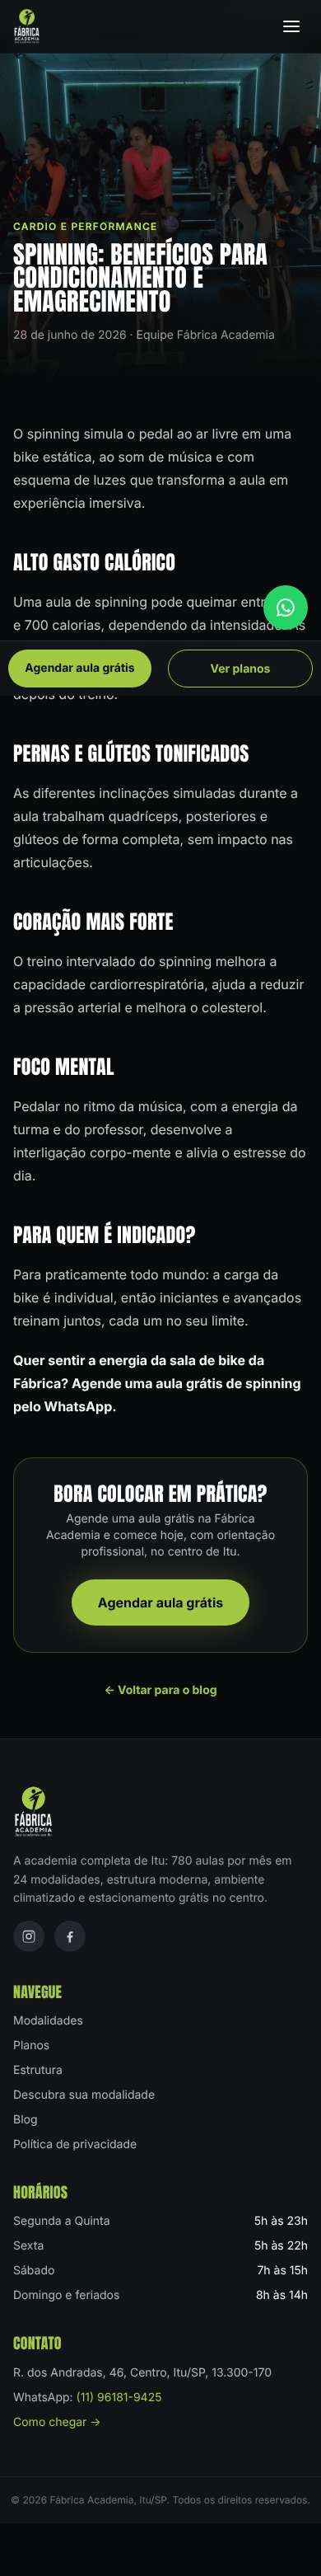 FÁBRICA
ACADEMIA
CARDIO E PERFORMANCE
SPINNING: BENEFÍCIOS PARA
CONDICIONAMENTO E
EMAGRECIMENTO
28 de junho de 2026 · Equipe Fábrica Academia
O spinning simula o pedal ao ar livre em uma
bike estática, ao som de música e com
esquema de luzes que transforma a aula em
experiência imersiva.
ALTO GASTO CALÓRICO
Uma aula de spinning pode queimar
e 700 calorias, dependendo da
Agendar aula grátis
Ver planos
depois do treino.
PERNAS E GLÚTEOS TONIFICADOS
As diferentes inclinações simuladas durante a
aula trabalham quadríceps, posteriores e
glúteos de forma completa, sem impacto nas
articulações.
CORAÇÃO MAIS FORTE
O treino intervalado do spinning melhora a
capacidade cardiorrespiratória, ajuda a reduzir
a pressão arterial e melhora o colesterol.
FOCO MENTAL
Pedalar no ritmo da música, com a energia da
turma e do professor, desenvolve a
interligação corpo-mente e alivia o estresse do
dia.
PARA QUEM É INDICADO?
Para praticamente todo mundo: a carga da
bike é individual, então iniciantes e avançados
treinam juntos, cada um no seu limite.
Quer sentir a energia da sala de bike da
Fábrica? Agende uma aula grátis de spinning
pelo WhatsApp.
BORA COLOCAR EM PRÁTICA?
Agende uma aula grátis na Fábrica
Academia e comece hoje, com orientação
profissional, no centro de Itu.
Agendar aula grátis
← Voltar para o blog
FÁBRICA
ACADEMIA
A academia completa de Itu: 780 aulas por mês em
24 modalidades, estrutura moderna, ambiente
climatizado e estacionamento grátis no centro.
NAVEGUE
Modalidades
Planos
Estrutura
Descubra sua modalidade
Blog
Política de privacidade
HORÁRIOS
Segunda a Quinta 5h às 23h
Sexta 5h às 22h
Sábado 7h às 15h
Domingo e feriados 8h às 14h
CONTATO
R. dos Andradas, 46, Centro, Itu/SP, 13.300-170
WhatsApp: (11) 96181-9425
Como chegar →
© 2026 Fábrica Academia, Itu/SP. Todos os direitos reservados.